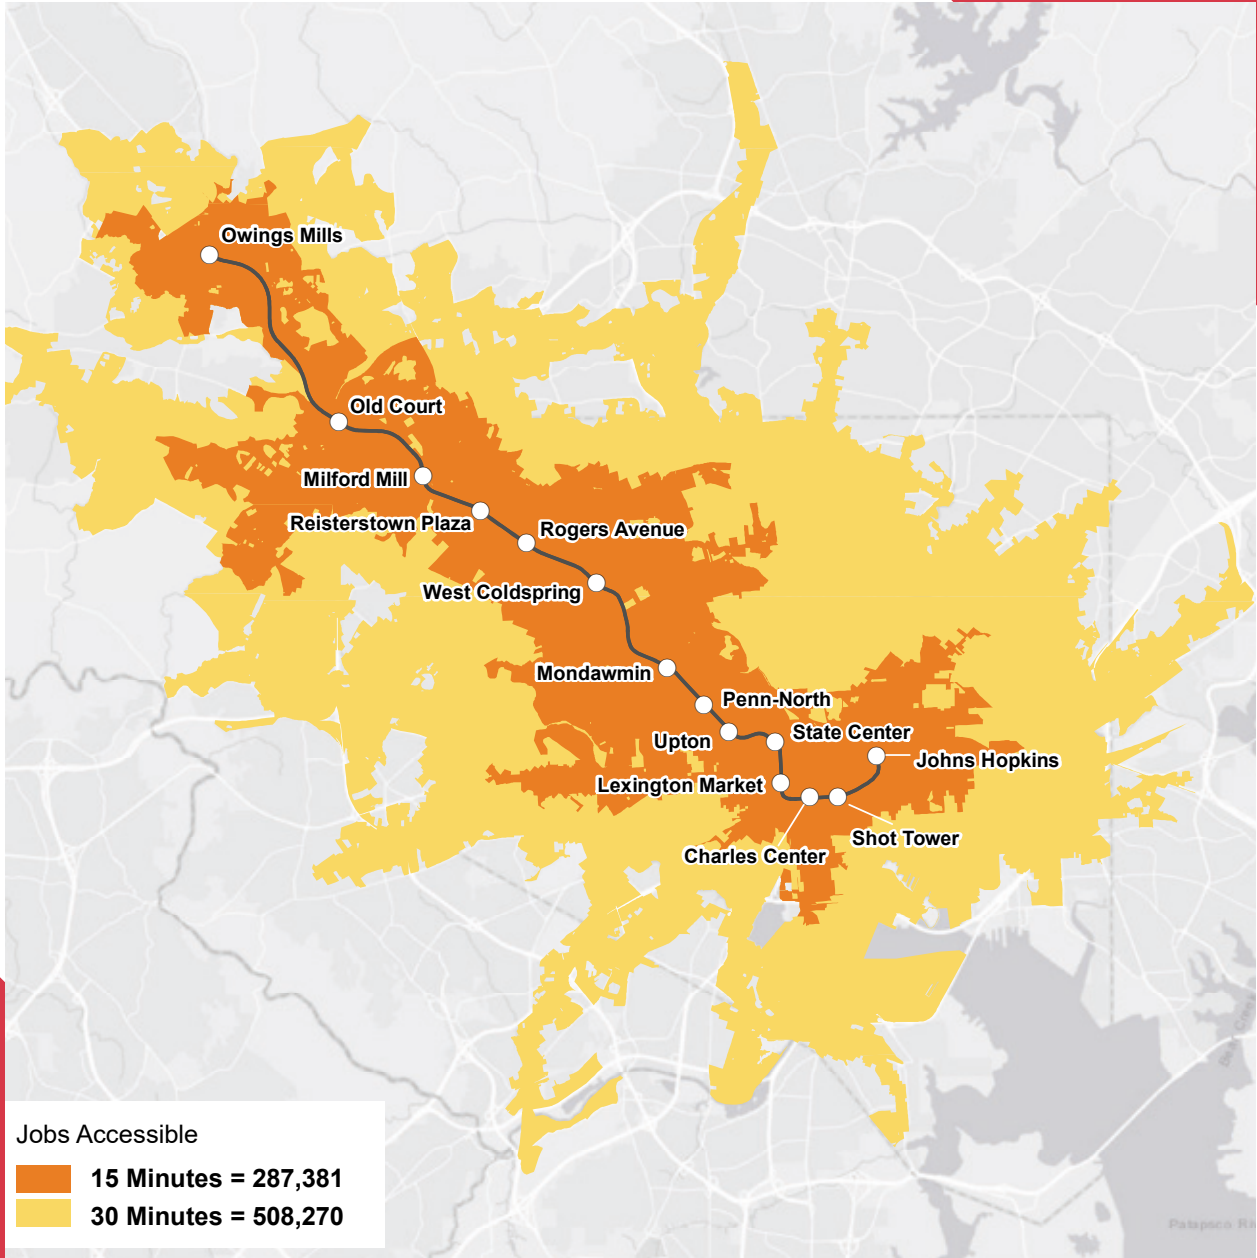 Owings Mills
Old Court
Milford Mill
Reisterstown Plaza
Rogers Avenue
West Coldspring
Mondawmin
Penn-North
Upton
State Center
Johns Hopkins
Lexington Market
Shot Tower
Charles Center
Jobs Accessible
15 Minutes = 287,381
30 Minutes = 508,270
Patapsco